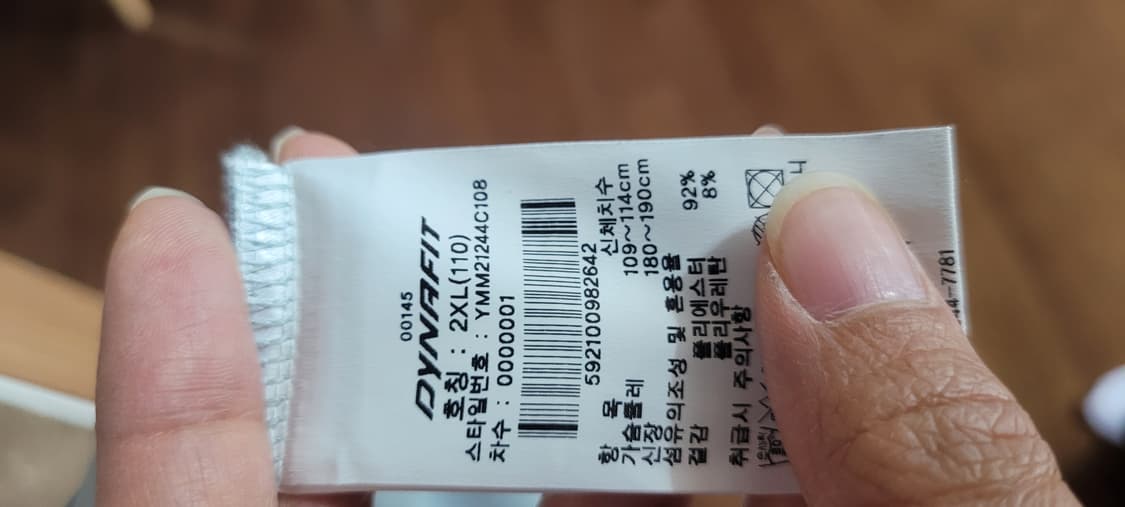 00145
DYNAFIT
호칭 : 2XL(110)
스타일번호 : YMM21244C108
차수 : 0000001
592100982642
항 목 신체치수
가슴둘레 109~114cm
신장 180~190cm
섬유의조성 및 혼용율
겉감 폴리에스터 92%
폴리우레탄 8%
취급시 주의사항
44-7781